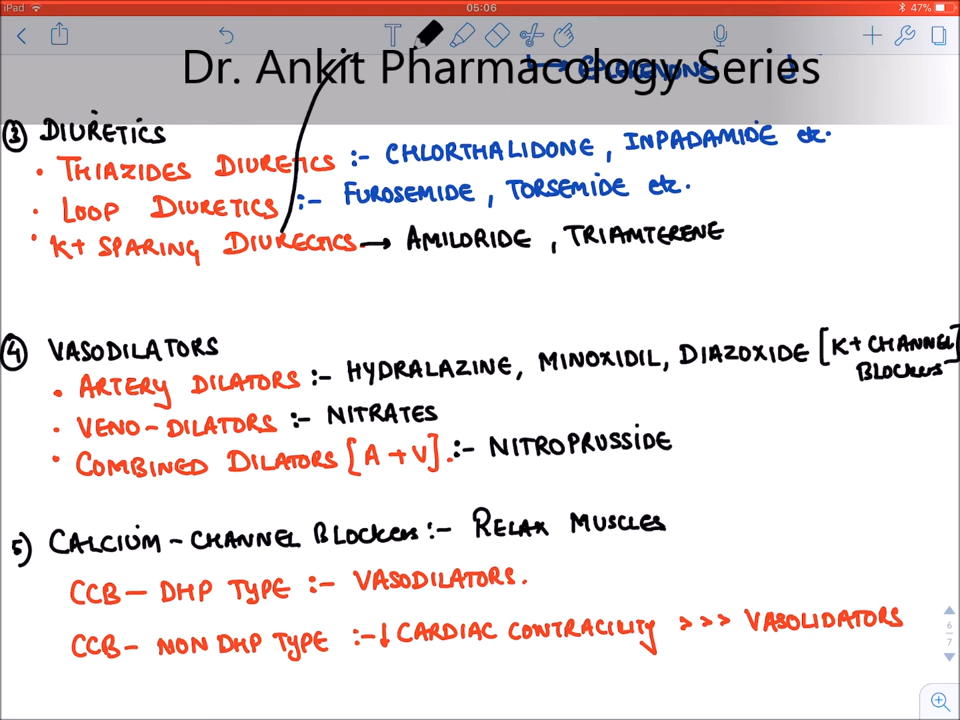 iPad 05:06 47%
Dr. Ankit Pharmacology Series
③ DIURETICS
• THIAZIDES DIURETICS :- CHLORTHALIDONE, INPADAMIDE etc.
• LOOP DIURETICS :- FUROSEMIDE, TORSEMIDE etc.
• K+ SPARING DIURECTICS → AMILORIDE, TRIAMTERENE
④ VASODILATORS
• ARTERY DILATORS :- HYDRALAZINE, MINOXIDIL, DIAZOXIDE [K+ CHANNEL BLOCKERS]
• VENO-DILATORS :- NITRATES
• COMBINED DILATORS [A+V] :- NITROPRUSSIDE
5) CALCIUM-CHANNEL BLOCKERS :- RELAX MUSCLES
CCB- DHP TYPE :- VASODILATORS.
CCB- NON DHP TYPE :- ↓ CARDIAC CONTRACILITY >>> VASOLIDATORS
6
7